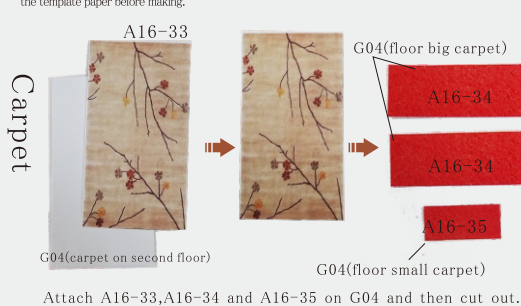 the template paper before making.
A16-33
G04(floor big carpet)
Carpet
A16-34
A16-34
A16-35
G04(carpet on second floor)
G04(floor small carpet)
Attach A16-33,A16-34 and A16-35 on G04 and then cut out.